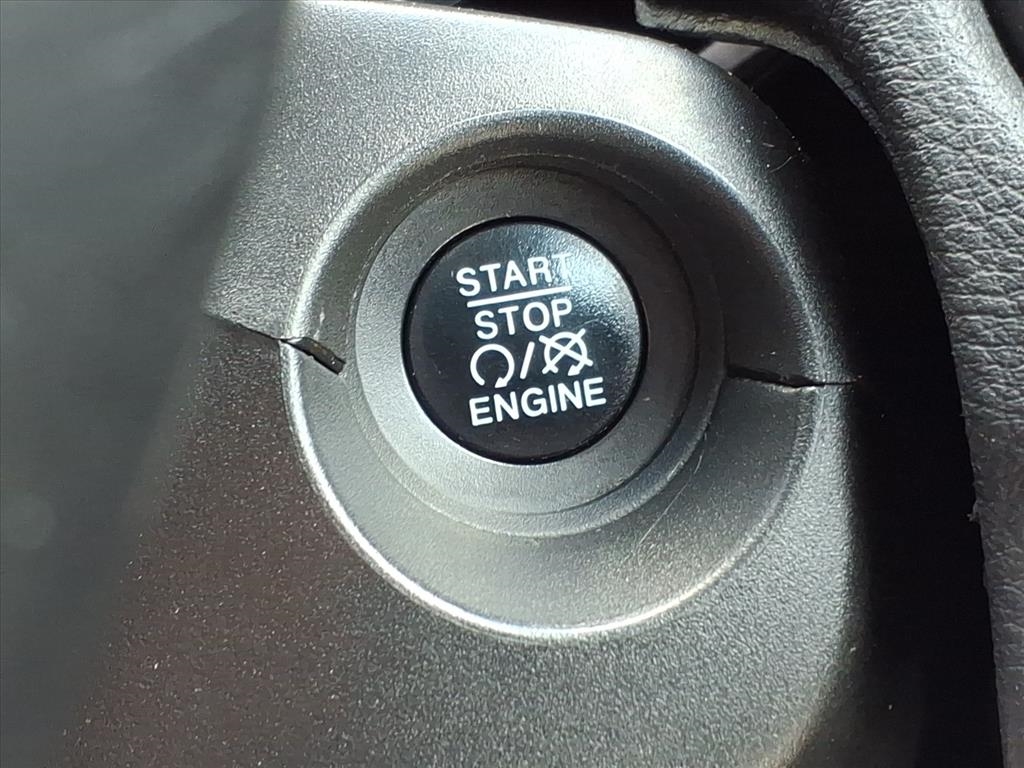 START
STOP
/
ENGINE